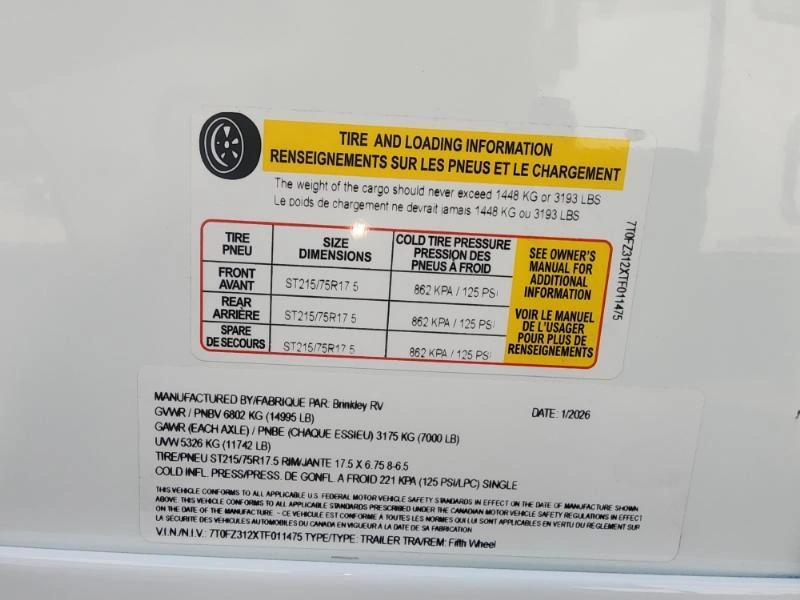 TIRE AND LOADING INFORMATION
RENSEIGNEMENTS SUR LES PNEUS ET LE CHARGEMENT
The weight of the cargo should never exceed 1448 KG or 3193 LBS
Le poids de chargement ne devrait jamais 1448 KG ou 3193 LBS
TIRE PNEU SIZE DIMENSIONS COLD TIRE PRESSURE PRESSION DES PNEUS À FROID
FRONT AVANT ST215/75R17.5 862 KPA / 125 PSI
REAR ARRIÈRE ST215/75R17.5 862 KPA / 125 PSI
SPARE DE SECOURS ST215/75R17.5 862 KPA / 125 PSI
SEE OWNER'S
MANUAL FOR
ADDITIONAL
INFORMATION
VOIR LE MANUEL
DE L'USAGER
POUR PLUS DE
RENSEIGNEMENTS
7T0FZ312XTF011475
MANUFACTURED BY/FABRIQUE PAR: Brinkley RV DATE: 1/2026
GVWR / PNBV 6802 KG (14995 LB)
GAWR (EACH AXLE) / PNBE (CHAQUE ESSIEU) 3175 KG (7000 LB)
UVW 5326 KG (11742 LB)
TIRE/PNEU ST215/75R17.5 RIM/JANTE 17.5 X 6.75 8-6.5
COLD INFL. PRESS/PRESS. DE GONFL. A FROID 221 KPA (125 PSI/LPC) SINGLE
THIS VEHICLE CONFORMS TO ALL APPLICABLE U.S. FEDERAL MOTOR VEHICLE SAFETY STANDARDS IN EFFECT ON THE DATE OF MANUFACTURE SHOWN
ABOVE. THIS VEHICLE CONFORMS TO ALL APPLICABLE STANDARDS PRESCRIBED UNDER THE CANADIAN MOTOR VEHICLE SAFETY REGULATIONS IN EFFECT
ON THE DATE OF MANUFACTURE - CE VEHICULE EST CONFORME A TOUTES LES NORMES QUI LUI SONT APPLICABLES EN VERTU DU REGLEMENT SUR
LA SECURITE DES VEHICULES AUTOMOBILES DU CANADA EN VIGUEUR A LA DATE DE SA FABRICATION
V.I.N./N.I.V.: 7T0FZ312XTF011475 TYPE/TYPE: TRAILER TRA/REM: Fifth Wheel